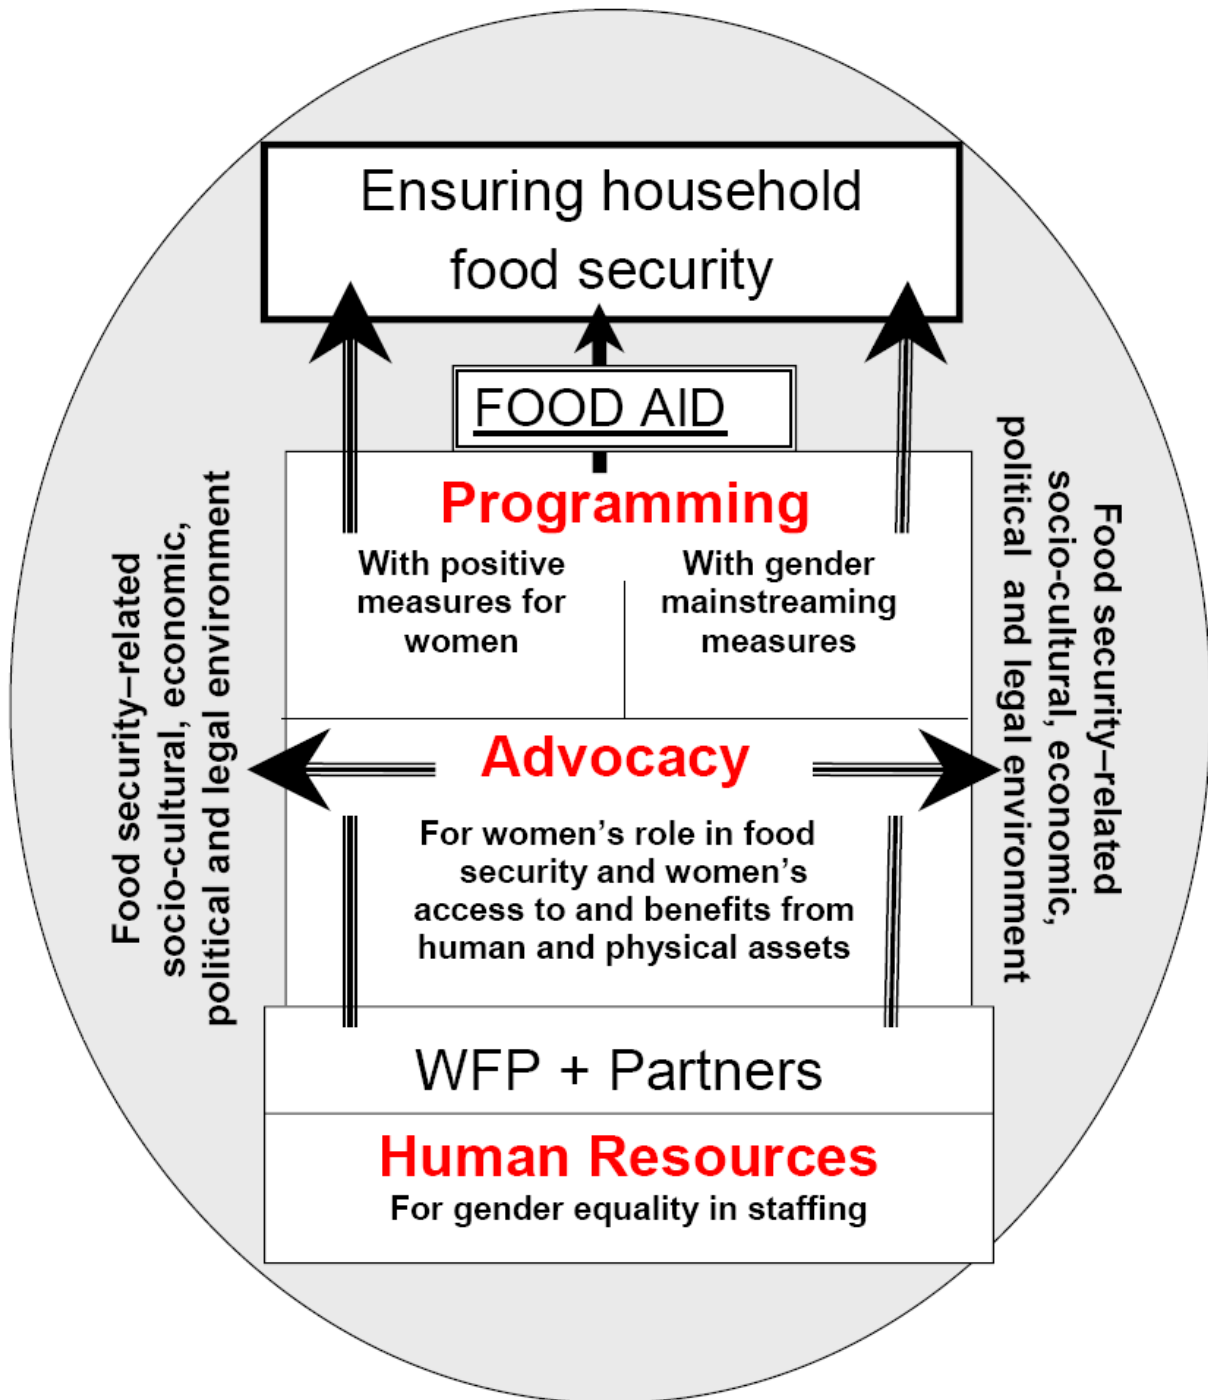 Ensuring household
food security
FOOD AID
Programming
With positive
measures for
women
With gender
mainstreaming
measures
Food security–related
socio-cultural, economic,
political and legal environment
Food security–related
socio-cultural, economic,
political and legal environment
Advocacy
For women’s role in food
security and women’s
access to and benefits from
human and physical assets
WFP + Partners
Human Resources
For gender equality in staffing